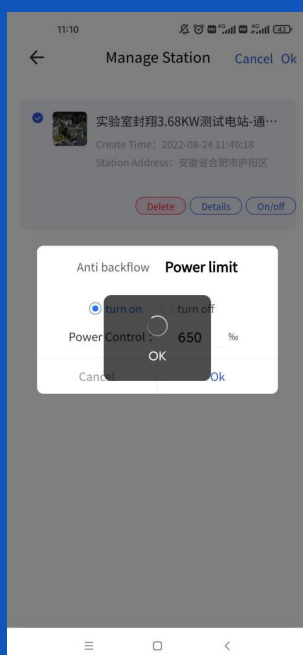 11:10
4G 4G 43
Manage Station Cancel Ok
实验室封翔3.68KW测试电站-通…
Create Time: 2022-08-24 11:46:18
Station Address: 安徽省合肥市庐阳区
Delete Details On/off
Anti backflow Power limit
turn on turn off
Power Control : 650 ‰
OK
Cancel Ok